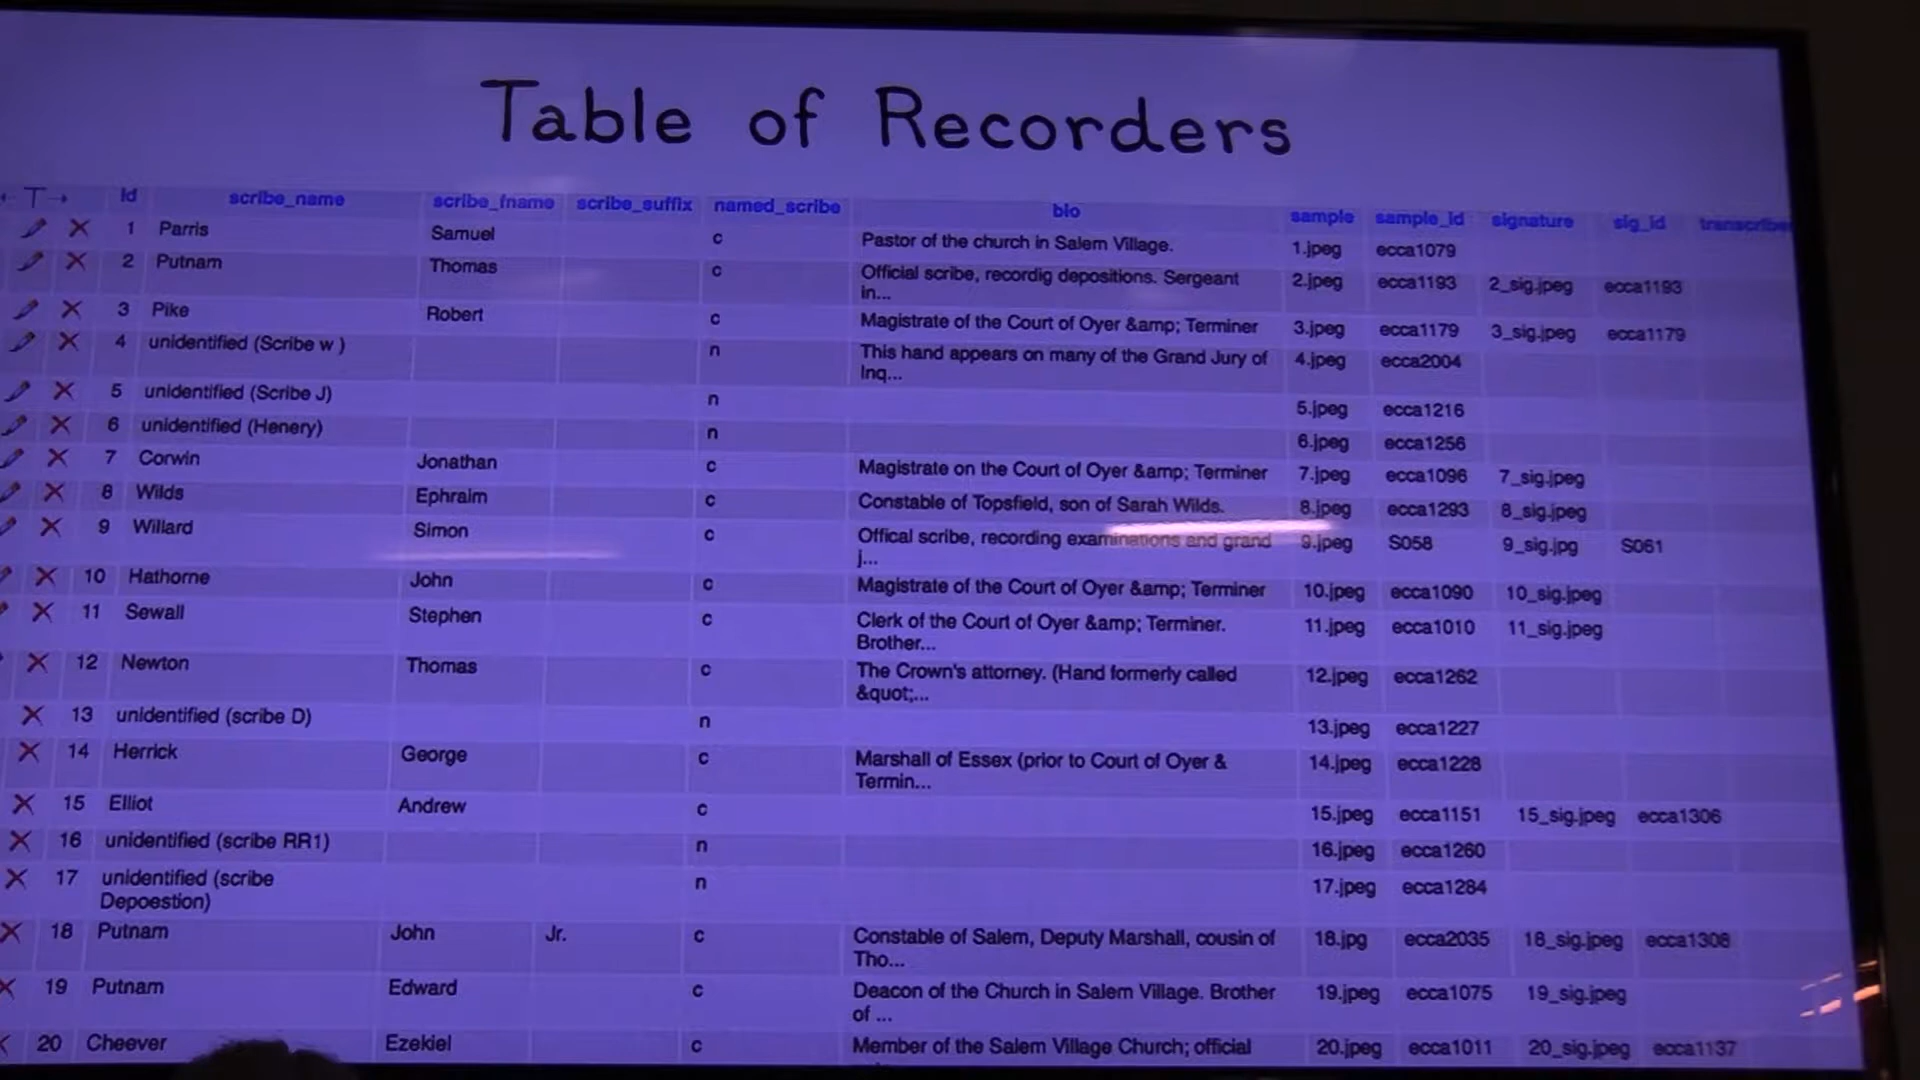 Table of Recorders
←T→ id scribe_name scribe_fname scribe_suffix named_scribe bio sample sample_id signature sig_id
1 Parris Samuel c Pastor of the church in Salem Village. 1.jpeg ecca1079
2 Putnam Thomas c Official scribe, recordig depositions. Sergeant 2.jpeg ecca1193 2_sig.jpeg ecca1193
in...
3 Pike Robert c Magistrate of the Court of Oyer &amp; Terminer 3.jpeg ecca1179 3_sig.jpeg ecca1179
4 unidentified (Scribe w ) n This hand appears on many of the Grand Jury of 4.jpeg ecca2004
Inq...
5 unidentified (Scribe J) n 5.jpeg ecca1216
6 unidentified (Henery) n 6.jpeg ecca1256
7 Corwin Jonathan c Magistrate on the Court of Oyer &amp; Terminer 7.jpeg ecca1096 7_sig.jpeg
8 Wilds Ephraim c Constable of Topsfield, son of Sarah Wilds. 8.jpeg ecca1293 8_sig.jpeg
9 Willard Simon c Offical scribe, recording examinations and grand 9.jpeg S058 9_sig.jpg S061
j...
10 Hathorne John c Magistrate of the Court of Oyer &amp; Terminer 10.jpeg ecca1090 10_sig.jpeg
11 Sewall Stephen c Clerk of the Court of Oyer &amp; Terminer. 11.jpeg ecca1010 11_sig.jpeg
Brother...
12 Newton Thomas c The Crown's attorney. (Hand formerly called 12.jpeg ecca1262
&quot;...
13 unidentified (scribe D) n 13.jpeg ecca1227
14 Herrick George c Marshall of Essex (prior to Court of Oyer & 14.jpeg ecca1228
Termin...
15 Elliot Andrew c 15.jpeg ecca1151 15_sig.jpeg ecca1306
16 unidentified (scribe RR1) n 16.jpeg ecca1260
17 unidentified (scribe n 17.jpeg ecca1284
Depoestion)
18 Putnam John Jr. c Constable of Salem, Deputy Marshall, cousin of 18.jpg ecca2035 18_sig.jpeg ecca1308
Tho...
19 Putnam Edward c Deacon of the Church in Salem Village. Brother 19.jpeg ecca1075 19_sig.jpeg
of ...
20 Cheever Ezekiel c Member of the Salem Village Church; official 20.jpeg ecca1011 20_sig.jpeg ecca1137